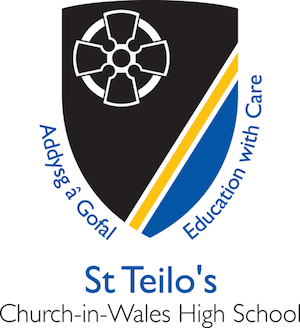 Addysg â Gofal
Education with Care
St Teilo's
Church-in-Wales High School